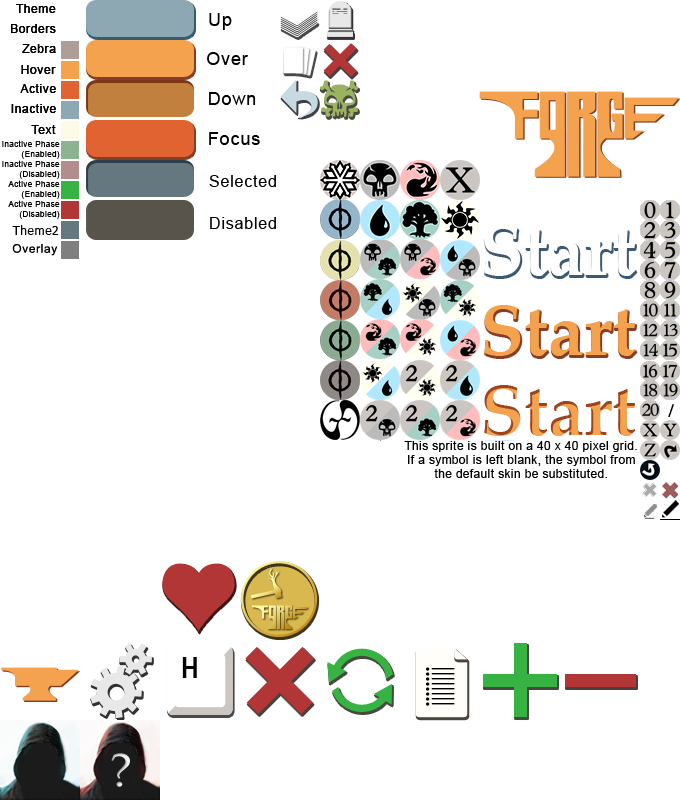 Theme
Borders
Zebra
Hover
Active
Inactive
Text
Inactive Phase
(Enabled)
Inactive Phase
(Disabled)
Active Phase
(Enabled)
Active Phase
(Disabled)
Theme2
Overlay
Up
Over
Down
Focus
Selected
Disabled
FORGE
X
2
2
2
2
2
Start
Start
Start
0 1
2 3
4 5
6 7
8 9
10 11
12 13
14 15
16 17
18 19
20 /
X Y
Z
This sprite is built on a 40 x 40 pixel grid.
If a symbol is left blank, the symbol from
the default skin be substituted.
FORGE
H
?